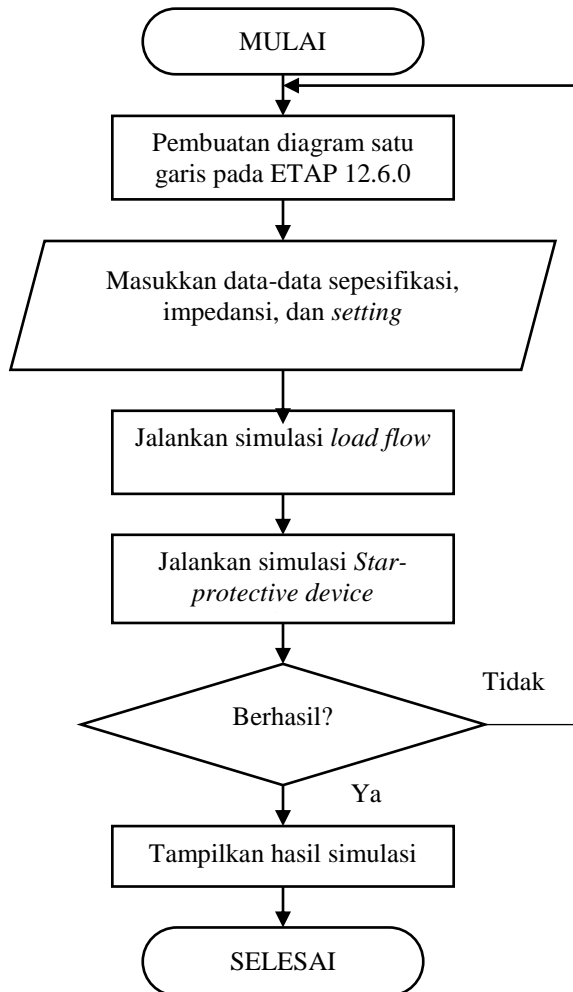 MULAI
Pembuatan diagram satu
garis pada ETAP 12.6.0
Masukkan data-data sepesifikasi,
impedansi, dan setting
Jalankan simulasi load flow
Jalankan simulasi Star-
protective device
Tidak
Berhasil?
Ya
Tampilkan hasil simulasi
SELESAI